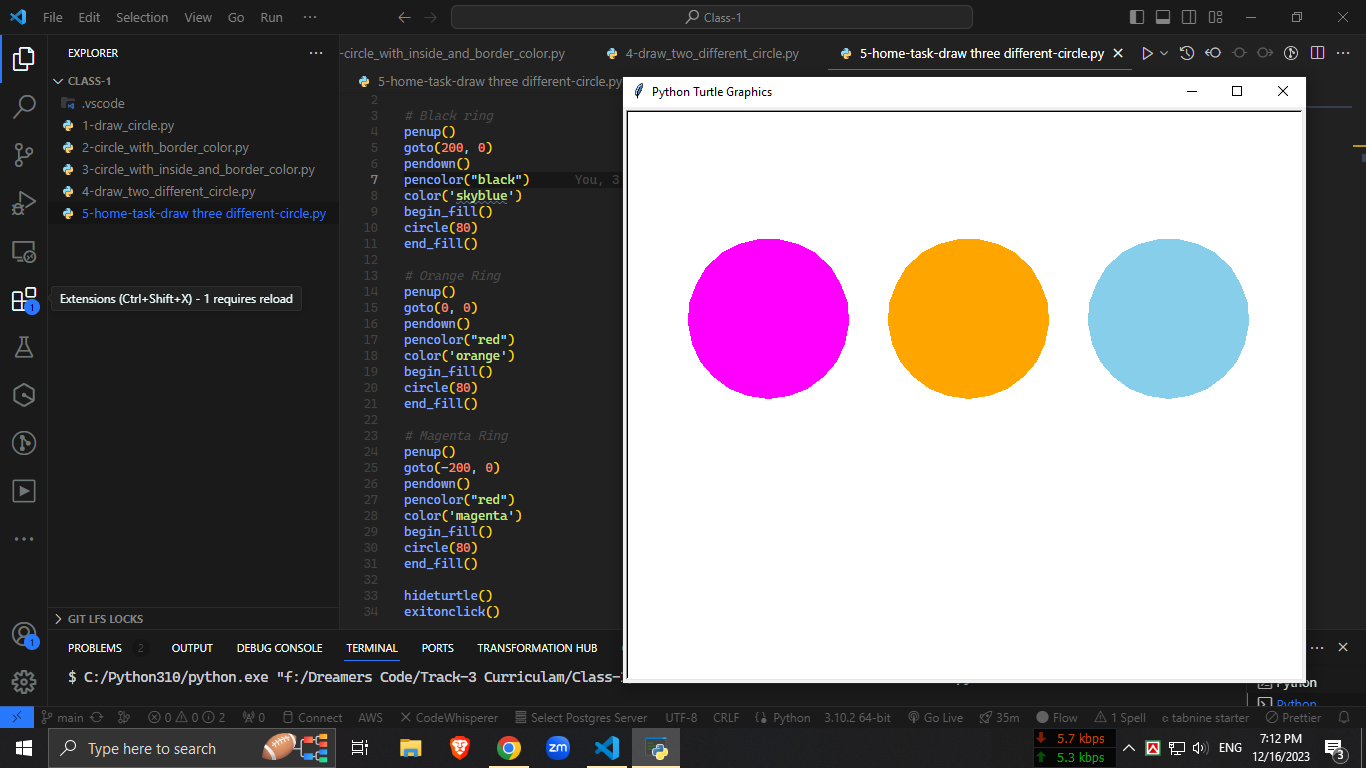 File Edit Selection View Go Run ··· Class-1
EXPLORER ···
-circle_with_inside_and_border_color.py 4-draw_two_different_circle.py 5-home-task-draw three different-circle.py
CLASS-1
.vscode
1-draw_circle.py
2-circle_with_border_color.py
3-circle_with_inside_and_border_color.py
4-draw_two_different_circle.py
5-home-task-draw three different-circle.py
Extensions (Ctrl+Shift+X) - 1 requires reload
1
1
GIT LFS LOCKS
5-home-task-draw three different-circle.py
2
3 # Black ring
4 penup()
5 goto(200, 0)
6 pendown()
7 pencolor("black") You, 3
8 color('skyblue')
9 begin_fill()
10 circle(80)
11 end_fill()
12
13 # Orange Ring
14 penup()
15 goto(0, 0)
16 pendown()
17 pencolor("red")
18 color('orange')
19 begin_fill()
20 circle(80)
21 end_fill()
22
23 # Magenta Ring
24 penup()
25 goto(-200, 0)
26 pendown()
27 pencolor("red")
28 color('magenta')
29 begin_fill()
30 circle(80)
31 end_fill()
32
33 hideturtle()
34 exitonclick()
Python Turtle Graphics
PROBLEMS 2 OUTPUT DEBUG CONSOLE TERMINAL PORTS TRANSFORMATION HUB
$ C:/Python310/python.exe "f:/Dreamers Code/Track-3 Curriculam/Class-
Python
Python
main 0 0 2 0 Connect AWS CodeWhisperer Select Postgres Server UTF-8 CRLF Python 3.10.2 64-bit Go Live 35m Flow 1 Spell tabnine starter Prettier
Type here to search
zm
5.7 kbps
5.3 kbps
ENG
7:12 PM
12/16/2023
3